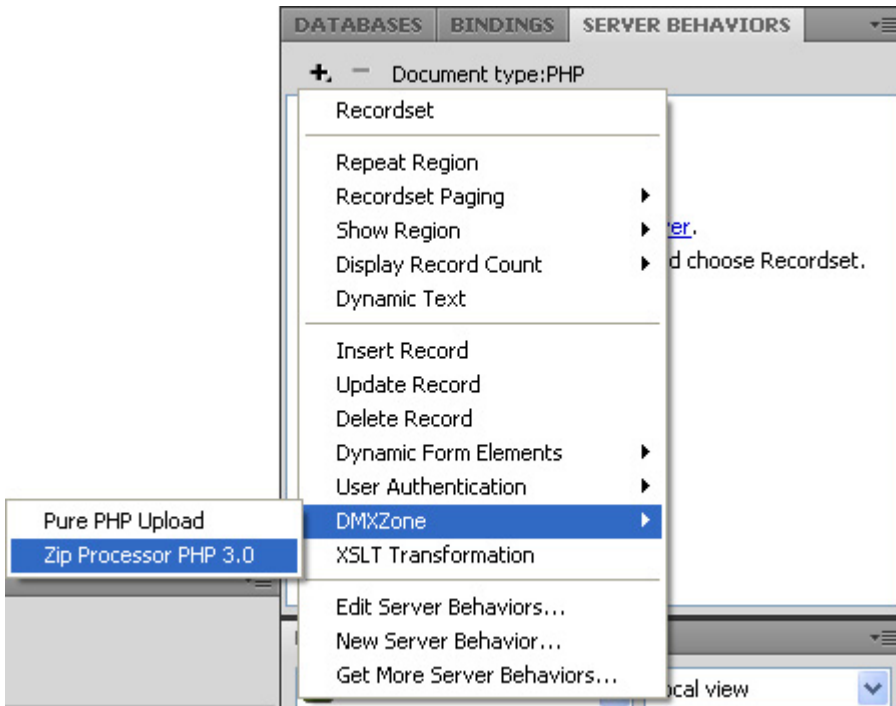 DATABASES BINDINGS SERVER BEHAVIORS
Document type:PHP
Recordset
Repeat Region
Recordset Paging
Show Region
er.
Display Record Count
d choose Recordset.
Dynamic Text
Insert Record
Update Record
Delete Record
Dynamic Form Elements
User Authentication
Pure PHP Upload
DMXZone
Zip Processor PHP 3.0
XSLT Transformation
Edit Server Behaviors...
New Server Behavior...
Get More Server Behaviors...
ocal view